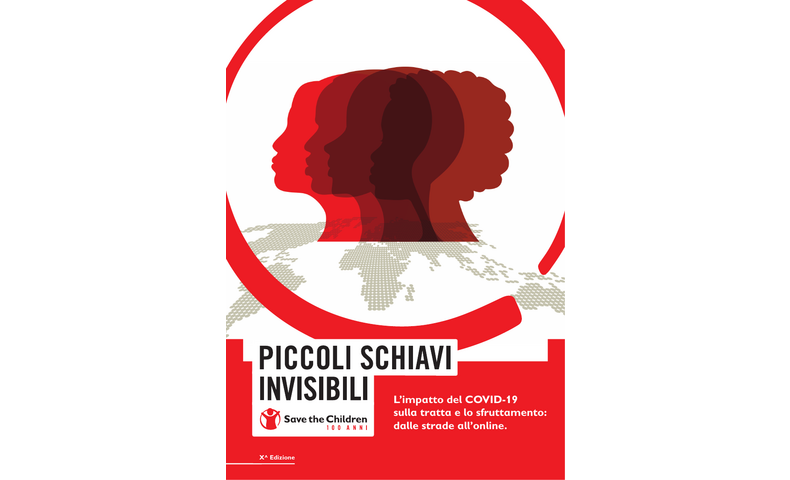 PICCOLI SCHIAVI
INVISIBILI
Save the Children
100 ANNI
L'impatto del COVID-19
sulla tratta e lo sfruttamento:
dalle strade all'online.
X^ Edizione